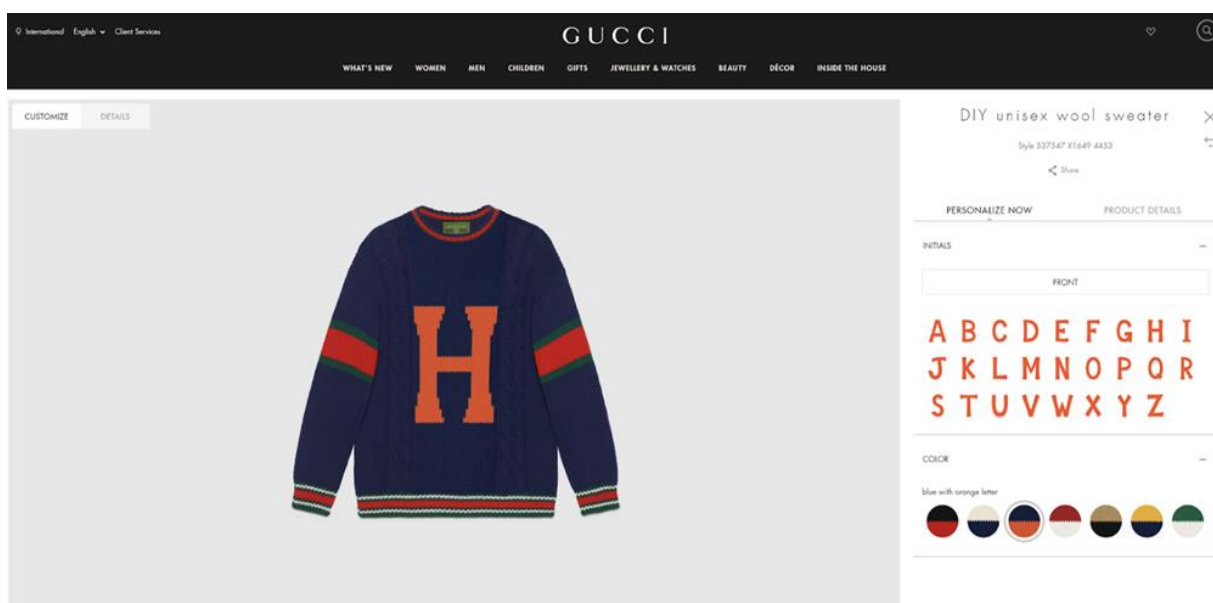 International English Client Services
GUCCI
WHAT'S NEW WOMEN MEN CHILDREN GIFTS JEWELLERY & WATCHES BEAUTY DÉCOR INSIDE THE HOUSE
CUSTOMIZE DETAILS
H
DIY unisex wool sweater
Style 537547 X1649 4453
Share
PERSONALIZE NOW PRODUCT DETAILS
INITIALS
FRONT
A B C D E F G H I
J K L M N O P Q R
S T U V W X Y Z
COLOR
blue with orange letter